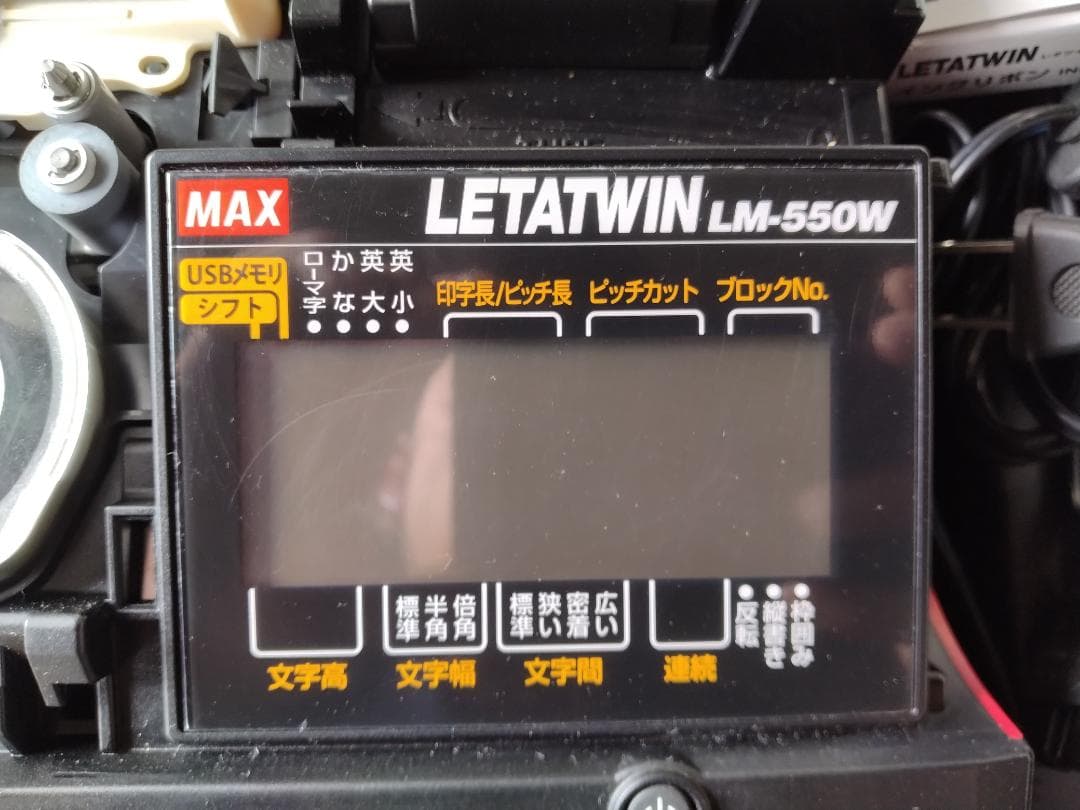 LETATWIN
MAX
LETATWIN LM-550W
USBメモリ
シフト
ローマ字
かな
英大
英小
印字長/ピッチ長
ピッチカット
ブロックNo.
標準
半角
倍角
標準
狭い
密着
広い
反転
縦書き
枠囲み
文字高
文字幅
文字間
連続